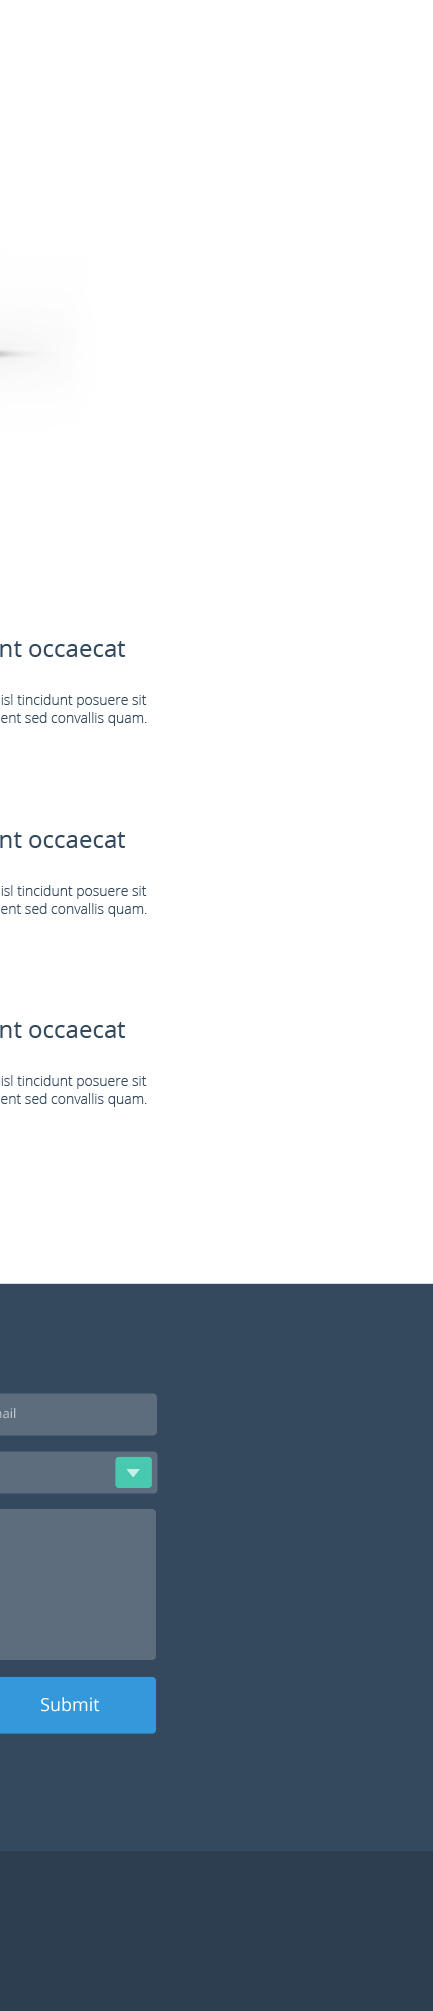 nt occaecat
isl tincidunt posuere sit
ent sed convallis quam.
nt occaecat
isl tincidunt posuere sit
ent sed convallis quam.
nt occaecat
isl tincidunt posuere sit
ent sed convallis quam.
ail
Submit